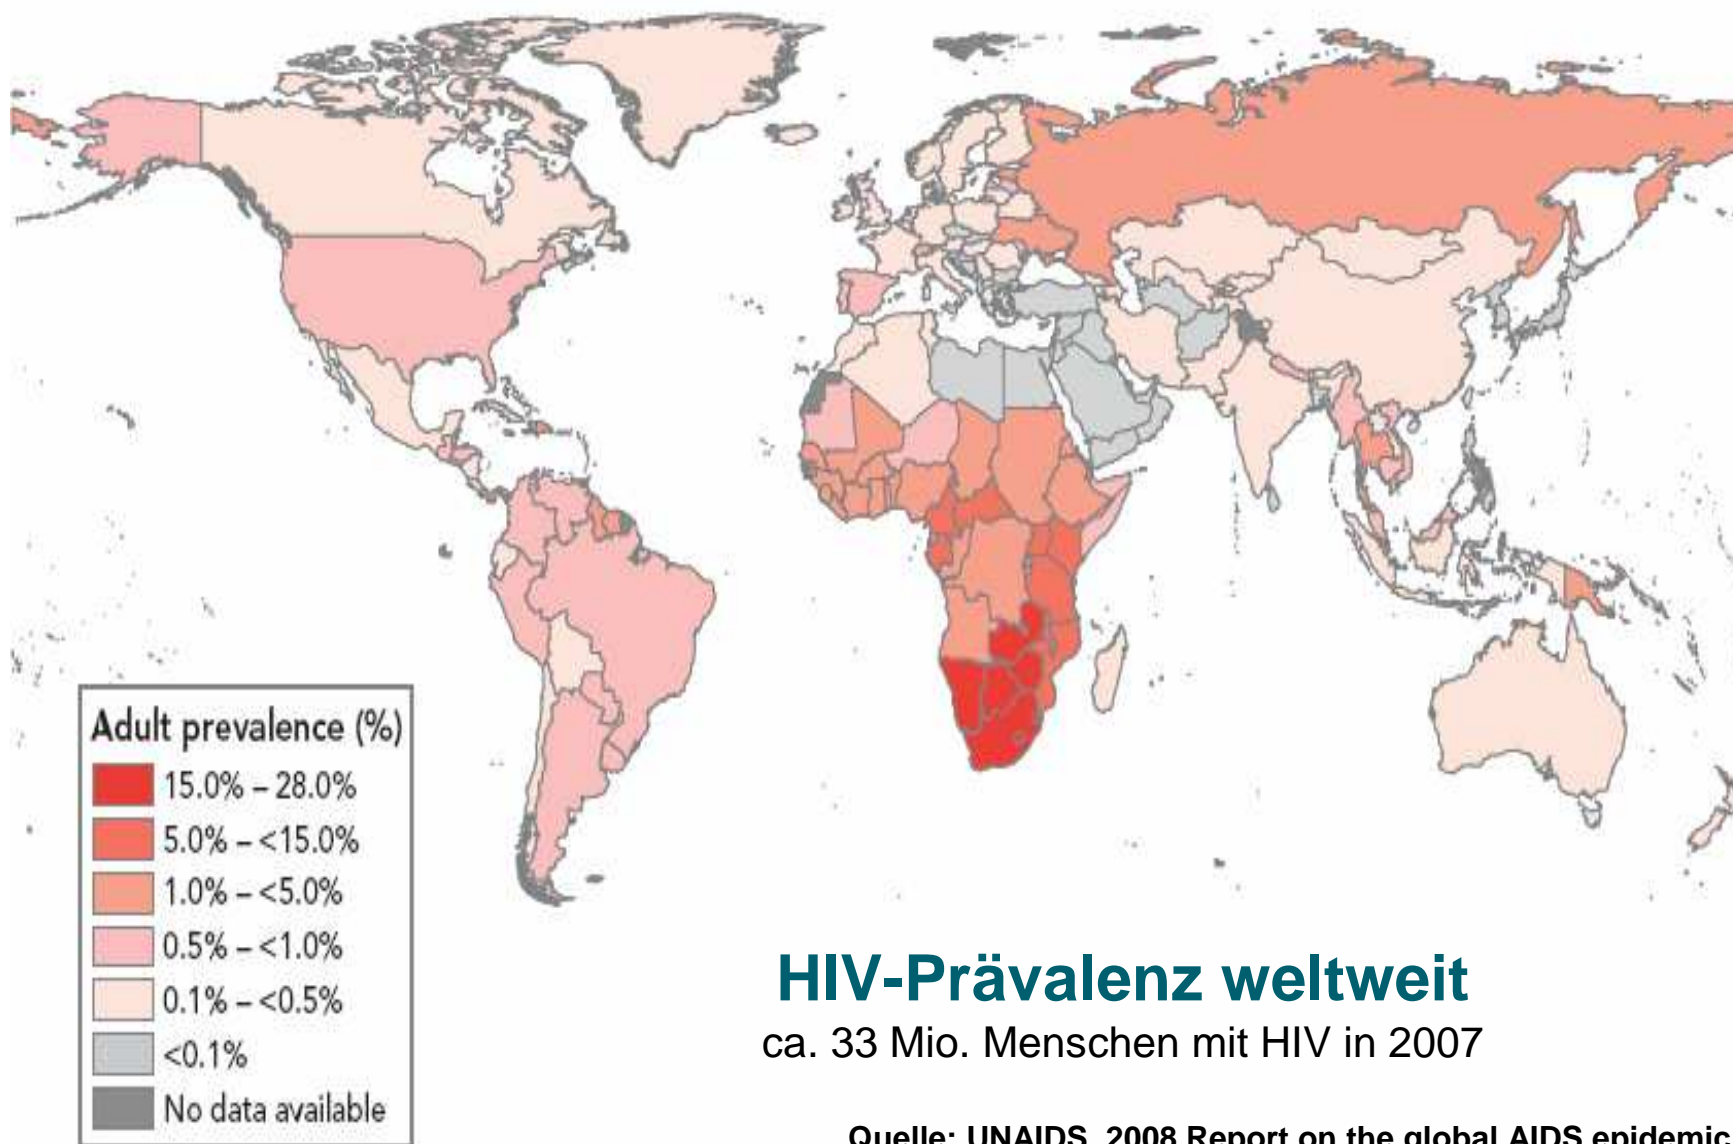 Adult prevalence (%)
15.0% – 28.0%
5.0% – <15.0%
1.0% – <5.0%
0.5% – <1.0%
0.1% – <0.5%
<0.1%
No data available
HIV-Prävalenz weltweit
ca. 33 Mio. Menschen mit HIV in 2007
Quelle: UNAIDS, 2008 Report on the global AIDS epidemic